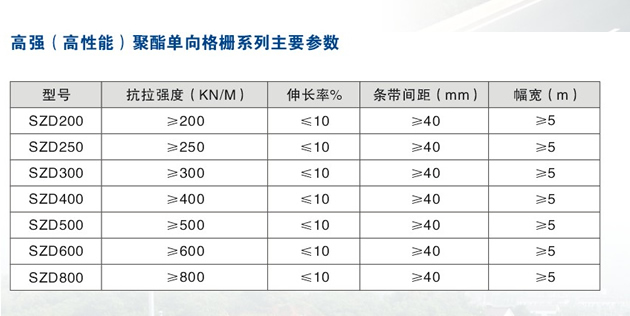 高强（高性能）聚酯单向格栅系列主要参数
型号 抗拉强度（KN/M） 伸长率% 条带间距（mm） 幅宽（m）
SZD200 ≥200 ≤10 ≥40 ≥5
SZD250 ≥250 ≤10 ≥40 ≥5
SZD300 ≥300 ≤10 ≥40 ≥5
SZD400 ≥400 ≤10 ≥40 ≥5
SZD500 ≥500 ≤10 ≥40 ≥5
SZD600 ≥600 ≤10 ≥40 ≥5
SZD800 ≥800 ≤10 ≥40 ≥5